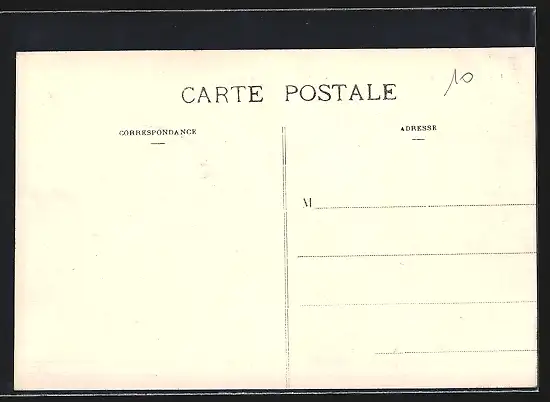 CARTE POSTALE
10
CORRESPONDANCE
ADRESSE
M